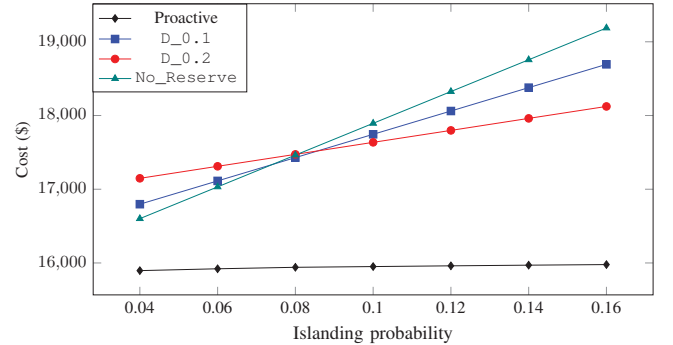 Proactive
D_0.1
D_0.2
No_Reserve
19,000
18,000
17,000
16,000
Cost ($)
0.04 0.06 0.08 0.1 0.12 0.14 0.16
Islanding probability